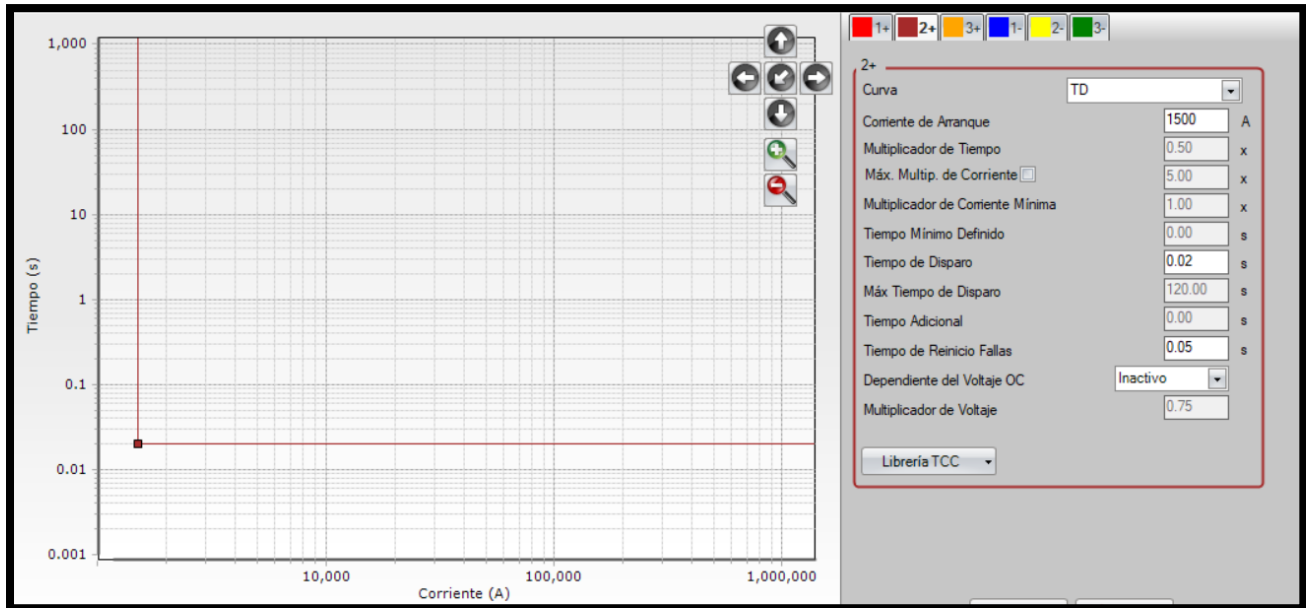 1,000
100
10
1
0.1
0.01
0.001
Tiempo (s)
10,000
100,000
1,000,000
Corriente (A)
1+ 2+ 3+ 1- 2- 3-
2+
Curva TD
Corriente de Arranque 1500 A
Multiplicador de Tiempo 0.50 x
Máx. Multip. de Corriente 5.00 x
Multiplicador de Corriente Mínima 1.00 x
Tiempo Mínimo Definido 0.00 s
Tiempo de Disparo 0.02 s
Máx Tiempo de Disparo 120.00 s
Tiempo Adicional 0.00 s
Tiempo de Reinicio Fallas 0.05 s
Dependiente del Voltaje OC Inactivo
Multiplicador de Voltaje 0.75
Librería TCC